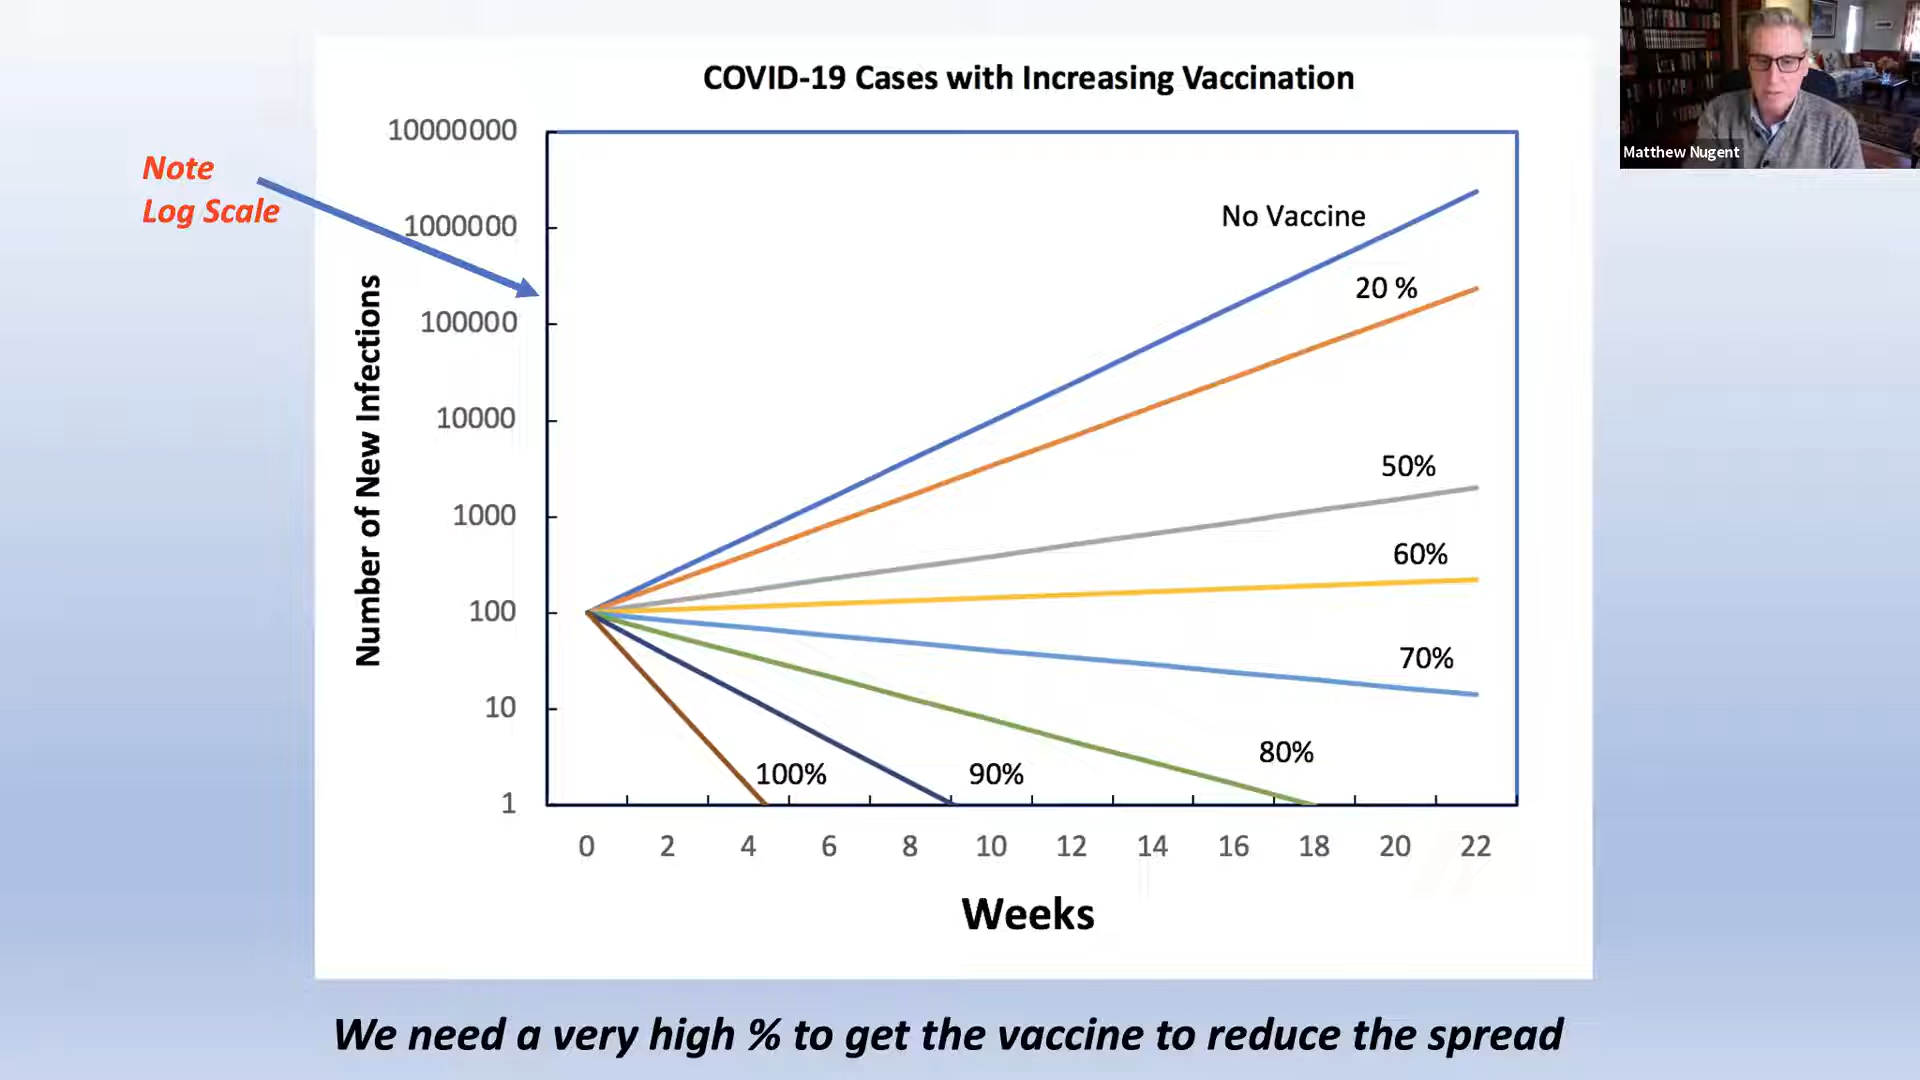 COVID-19 Cases with Increasing Vaccination
Note
Log Scale
Matthew Nugent
Number of New Infections
10000000
1000000
100000
10000
1000
100
10
1
No Vaccine
20 %
50%
60%
70%
80%
90%
100%
0 2 4 6 8 10 12 14 16 18 20 22
Weeks
We need a very high % to get the vaccine to reduce the spread